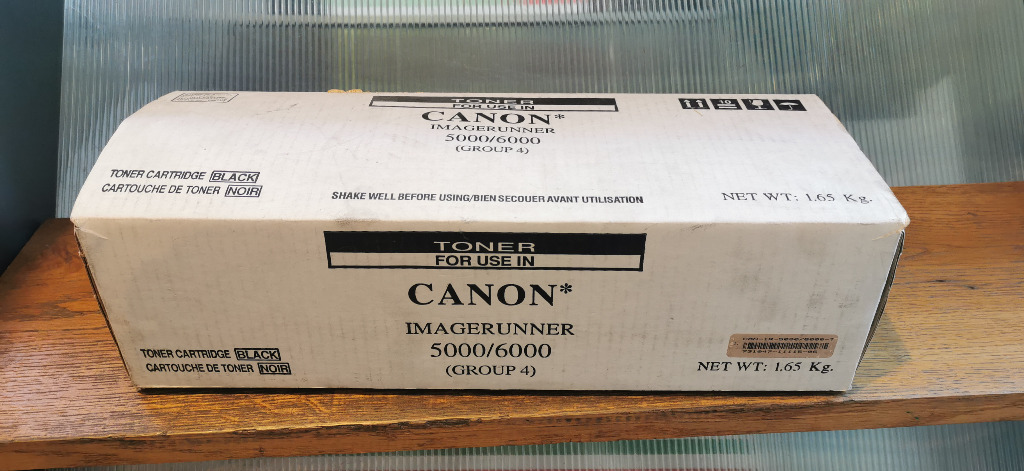 TONER
FOR USE IN
CANON*
IMAGERUNNER
5000/6000
(GROUP 4)
TONER CARTRIDGE BLACK
CARTOUCHE DE TONER NOIR
SHAKE WELL BEFORE USING/BIEN SECOUER AVANT UTILISATION
NET WT: 1.65 Kg.
10
TONER
FOR USE IN
CANON*
IMAGERUNNER
5000/6000
(GROUP 4)
TONER CARTRIDGE BLACK
CARTOUCHE DE TONER NOIR
NET WT: 1.65 Kg.